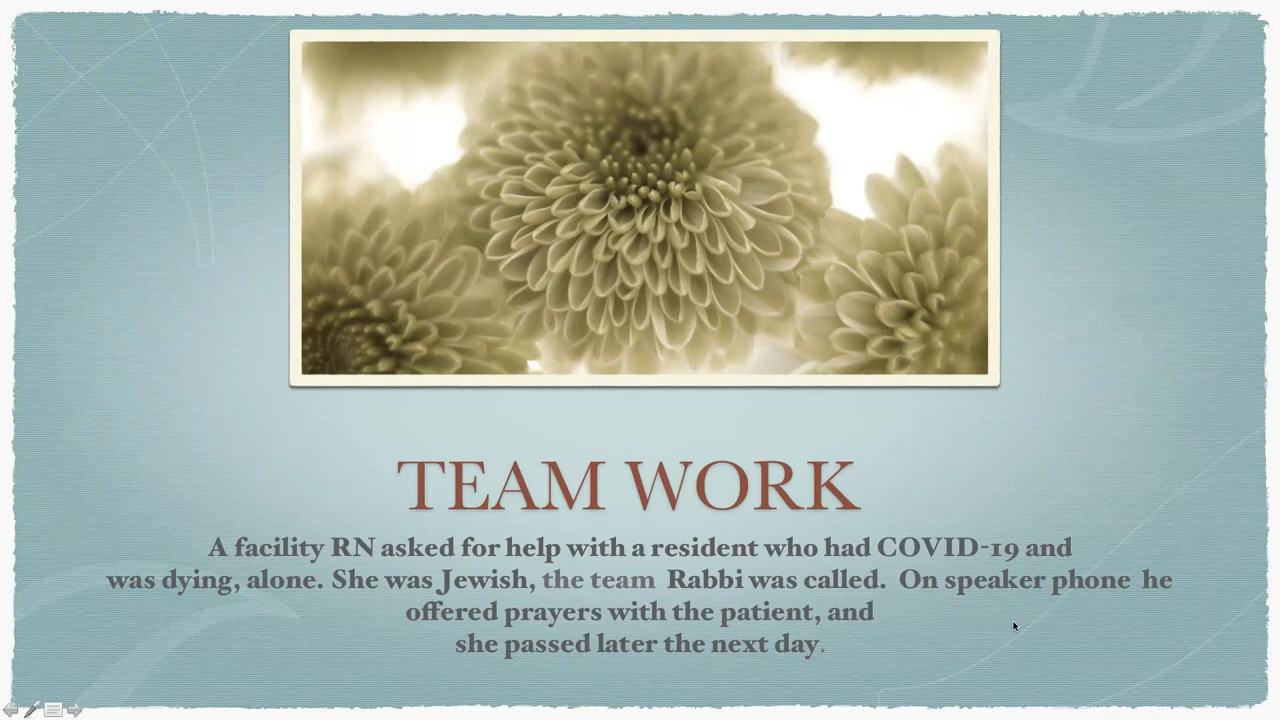 TEAM WORK
A facility RN asked for help with a resident who had COVID-19 and
was dying, alone. She was Jewish, the team Rabbi was called. On speaker phone he
offered prayers with the patient, and
she passed later the next day.